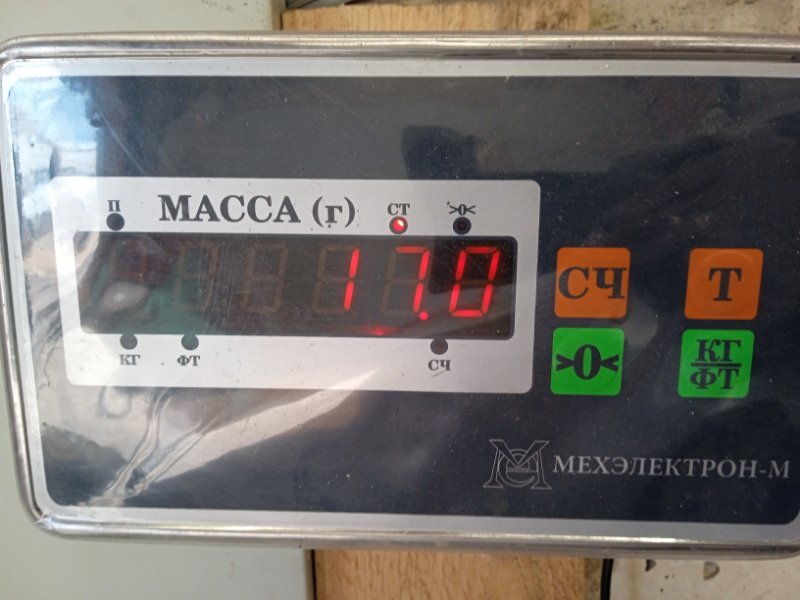 П МАССА (г) СТ >0<
17.0
КГ ФТ СЧ
СЧ Т
>0< КГ/ФТ
МЕХЭЛЕКТРОН-М